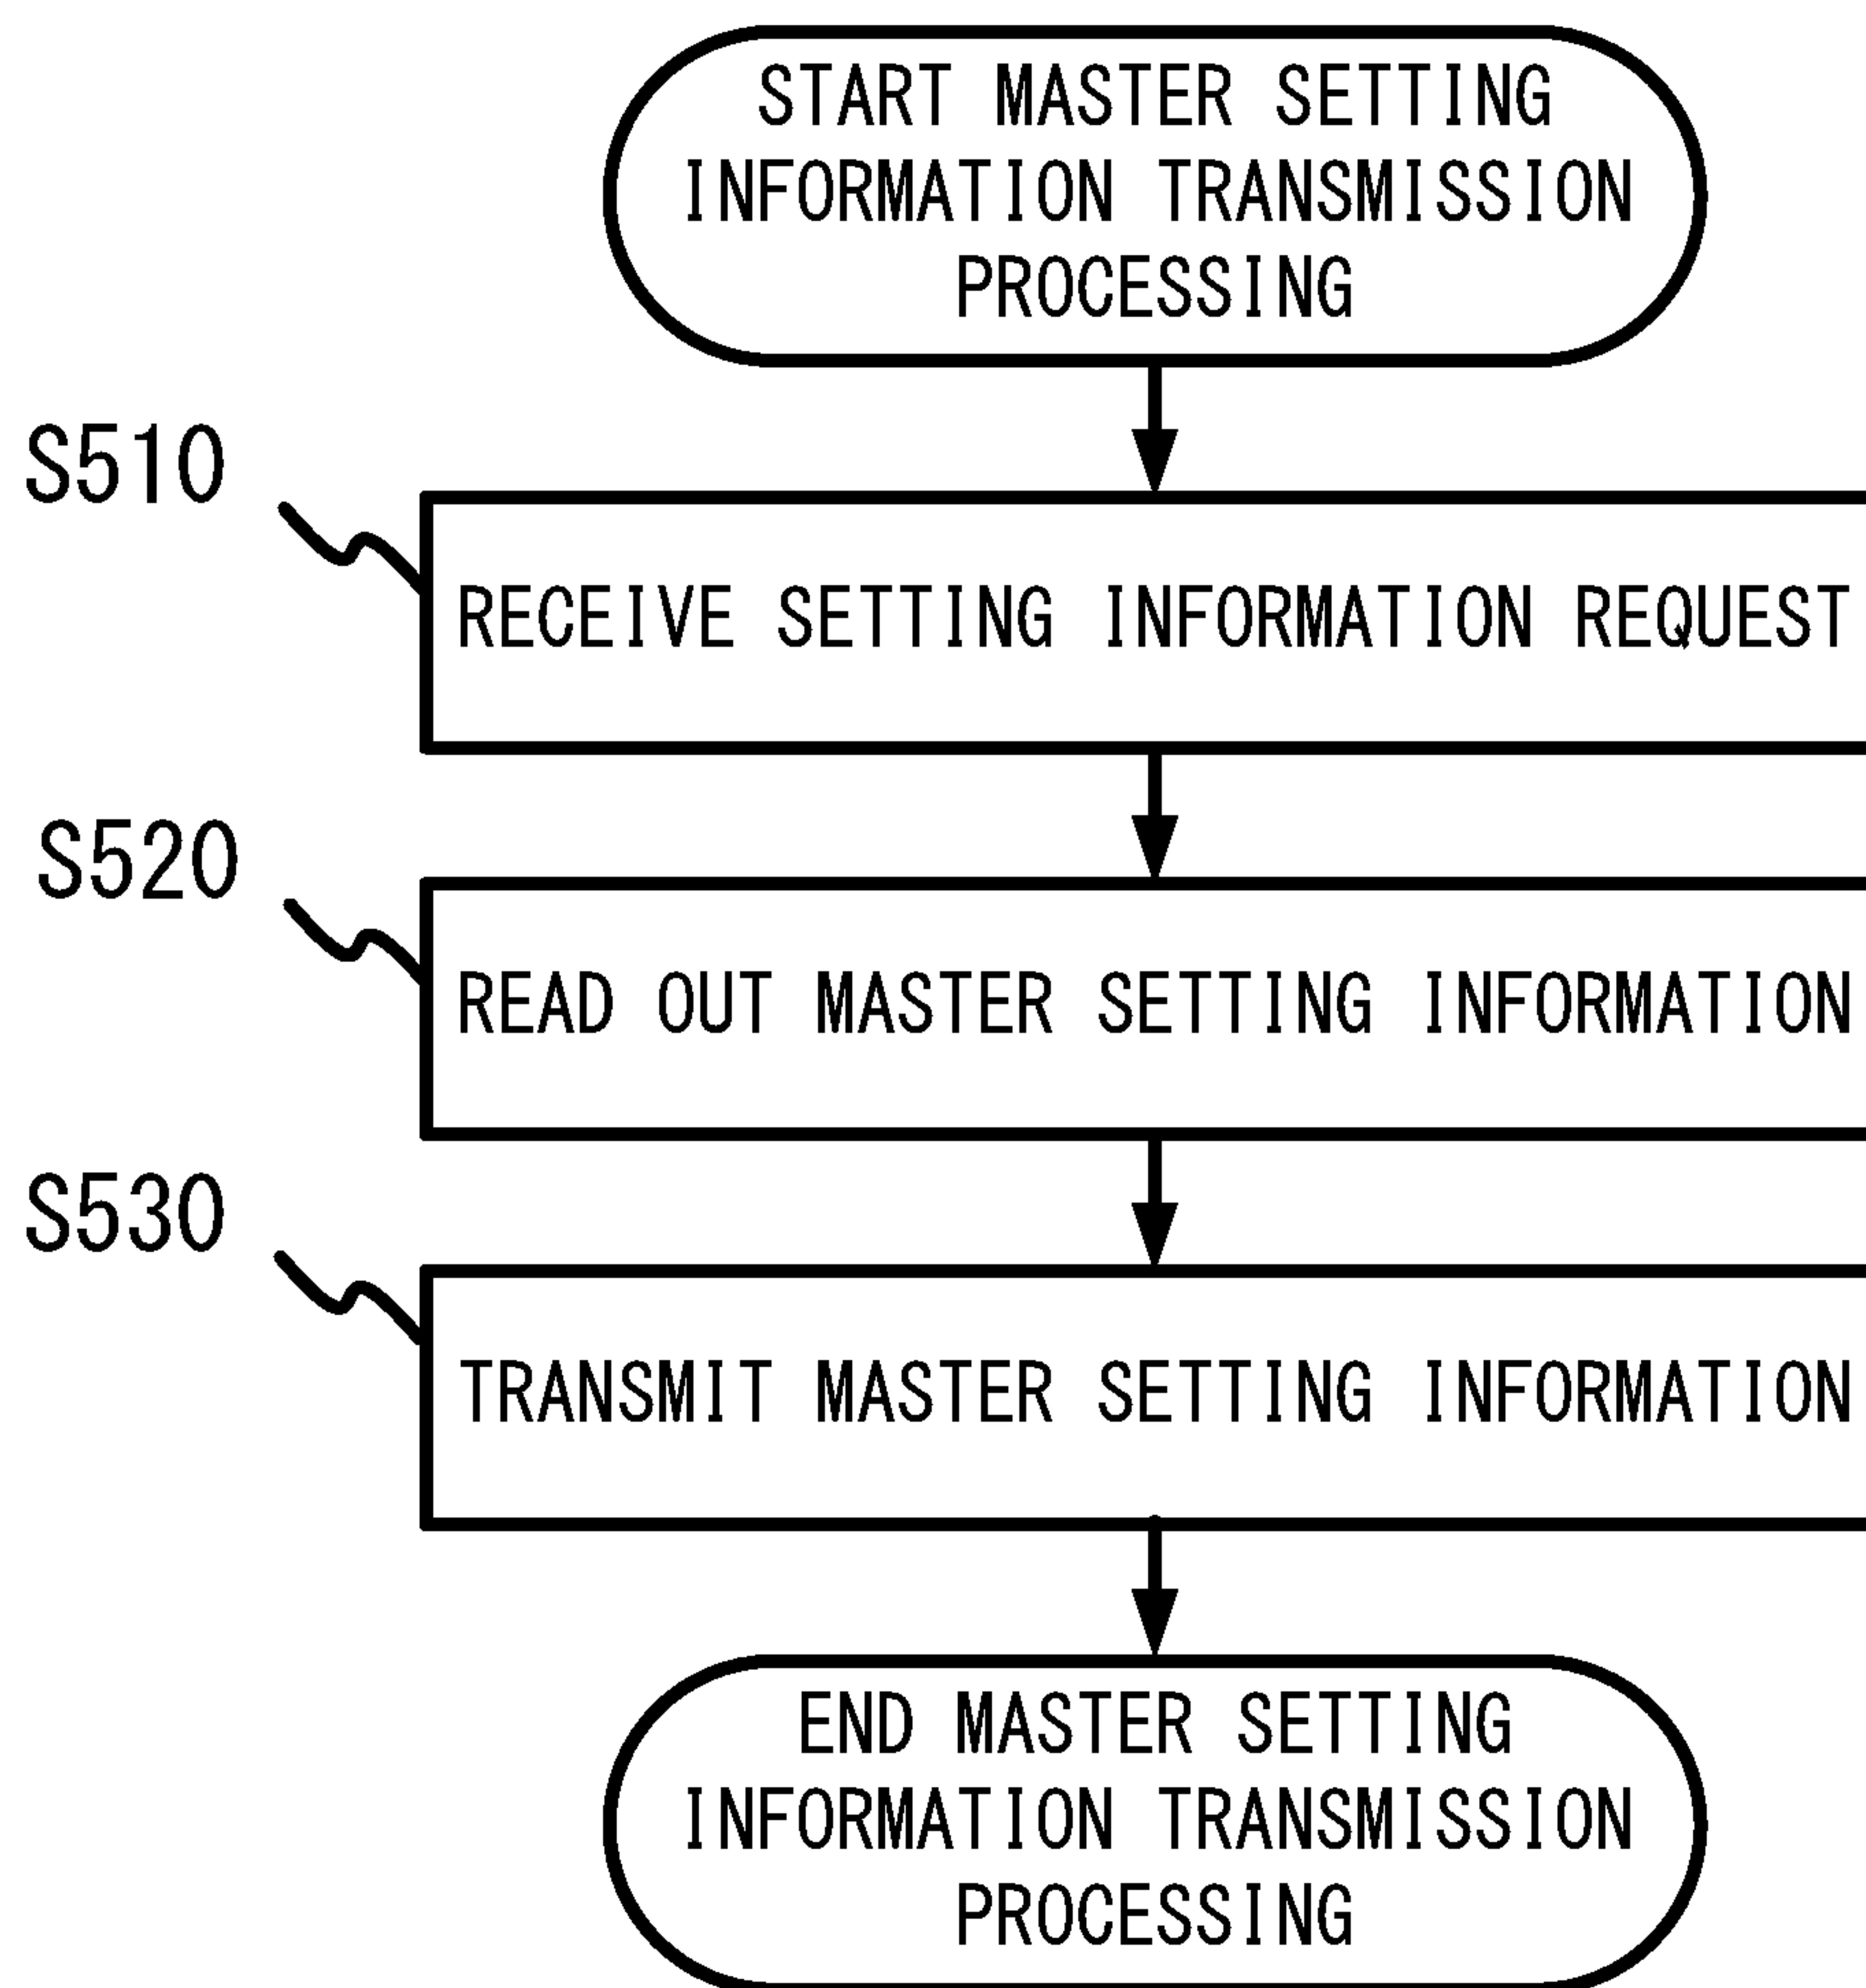 START MASTER SETTING
INFORMATION TRANSMISSION
PROCESSING
S510
RECEIVE SETTING INFORMATION REQUEST
S520
READ OUT MASTER SETTING INFORMATION
S530
TRANSMIT MASTER SETTING INFORMATION
END MASTER SETTING
INFORMATION TRANSMISSION
PROCESSING